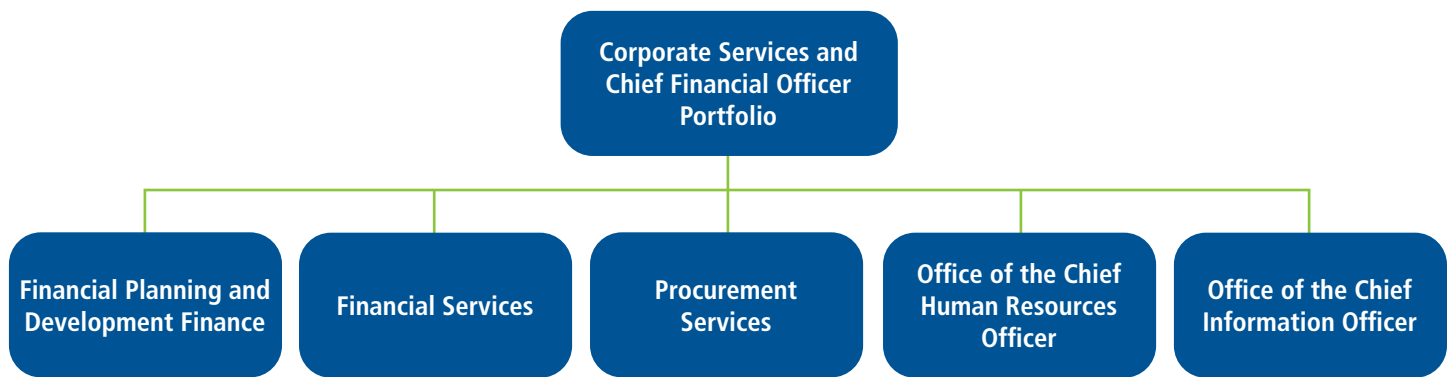 Corporate Services and
Chief Financial Officer
Portfolio
Financial Planning and
Development Finance
Financial Services
Procurement
Services
Office of the Chief
Human Resources
Officer
Office of the Chief
Information Officer